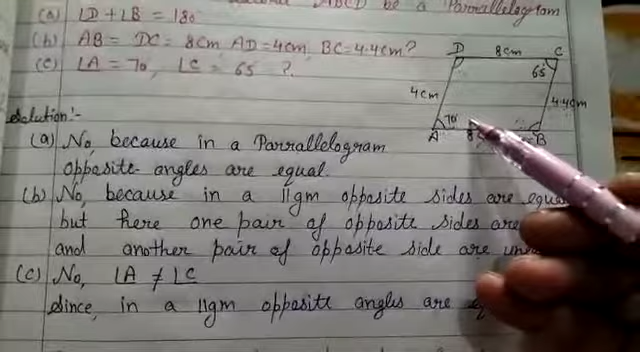 ABCD be a Parrallelogram
(a) ∠D + ∠B = 180
(b) AB = DC = 8cm AD = 4cm, BC = 4.4cm?
(c) ∠A = 70, ∠C = 65 ?
D 8cm C
65
4cm 4.4cm
70
A 8 B
Solution:-
(a) No, because in a Parrallelogram
opposite angles are equal.
(b) No, because in a llgm opposite sides are equal
but here one pair of opposite sides are
and another pair of opposite side are
(c) No, ∠A ≠ ∠C
Since, in a llgm opposite angles are